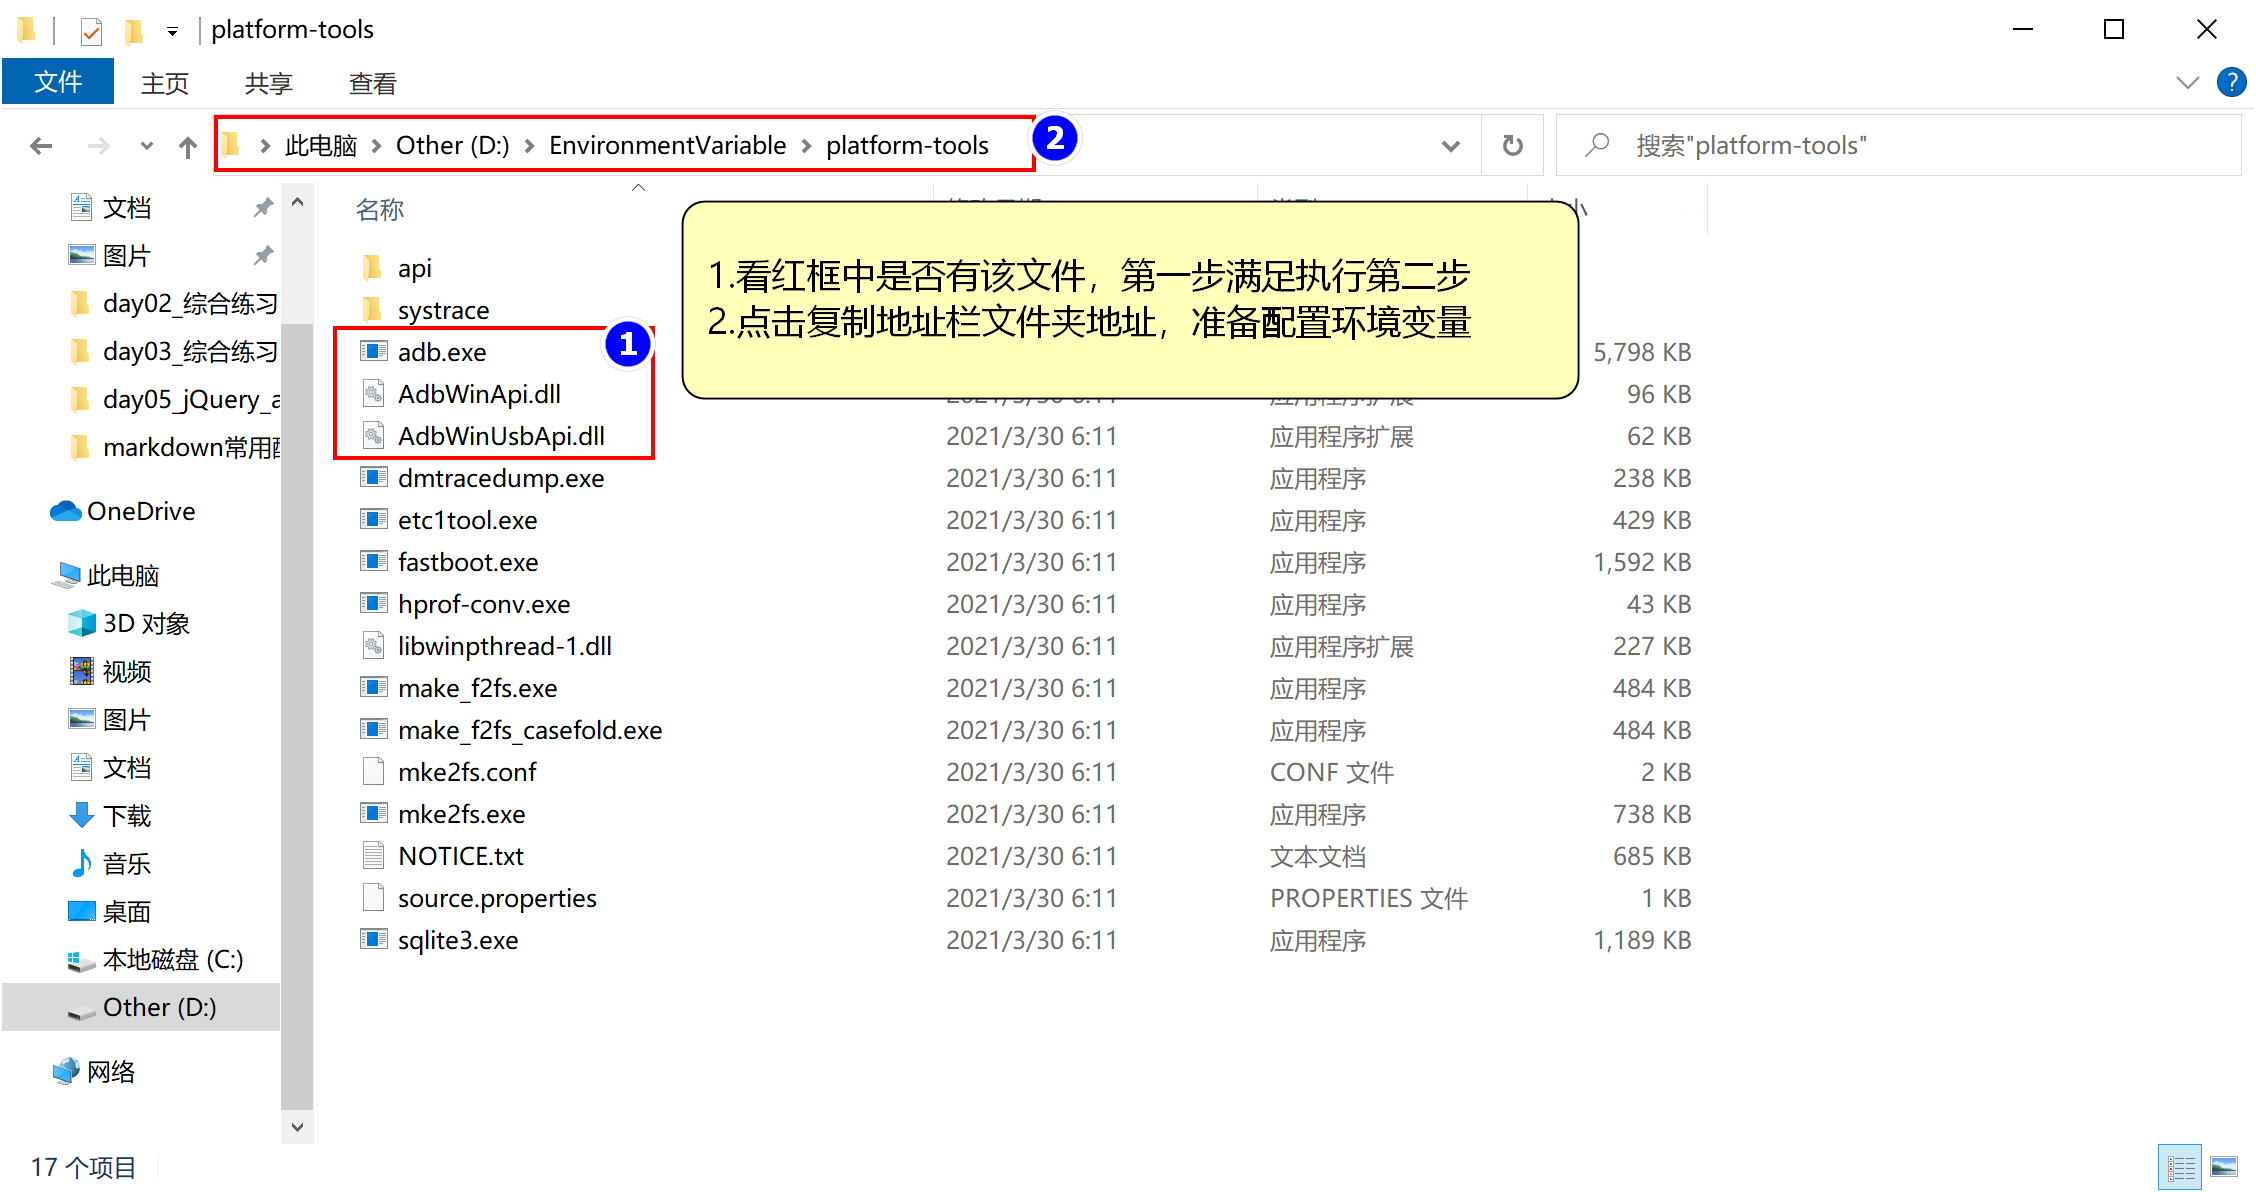 platform-tools
文件 主页 共享 查看
此电脑 Other (D:) EnvironmentVariable platform-tools 2 搜索"platform-tools"
文档
图片
day02_综合练习
day03_综合练习
day05_jQuery_a
markdown常用
OneDrive
此电脑
3D 对象
视频
图片
文档
下载
音乐
桌面
本地磁盘 (C:)
Other (D:)
网络
名称
1.看红框中是否有该文件，第一步满足执行第二步
2.点击复制地址栏文件夹地址，准备配置环境变量
api
systrace
adb.exe 1 5,798 KB
AdbWinApi.dll 96 KB
AdbWinUsbApi.dll 2021/3/30 6:11 应用程序扩展 62 KB
dmtracedump.exe 2021/3/30 6:11 应用程序 238 KB
etc1tool.exe 2021/3/30 6:11 应用程序 429 KB
fastboot.exe 2021/3/30 6:11 应用程序 1,592 KB
hprof-conv.exe 2021/3/30 6:11 应用程序 43 KB
libwinpthread-1.dll 2021/3/30 6:11 应用程序扩展 227 KB
make_f2fs.exe 2021/3/30 6:11 应用程序 484 KB
make_f2fs_casefold.exe 2021/3/30 6:11 应用程序 484 KB
mke2fs.conf 2021/3/30 6:11 CONF 文件 2 KB
mke2fs.exe 2021/3/30 6:11 应用程序 738 KB
NOTICE.txt 2021/3/30 6:11 文本文档 685 KB
source.properties 2021/3/30 6:11 PROPERTIES 文件 1 KB
sqlite3.exe 2021/3/30 6:11 应用程序 1,189 KB
17 个项目